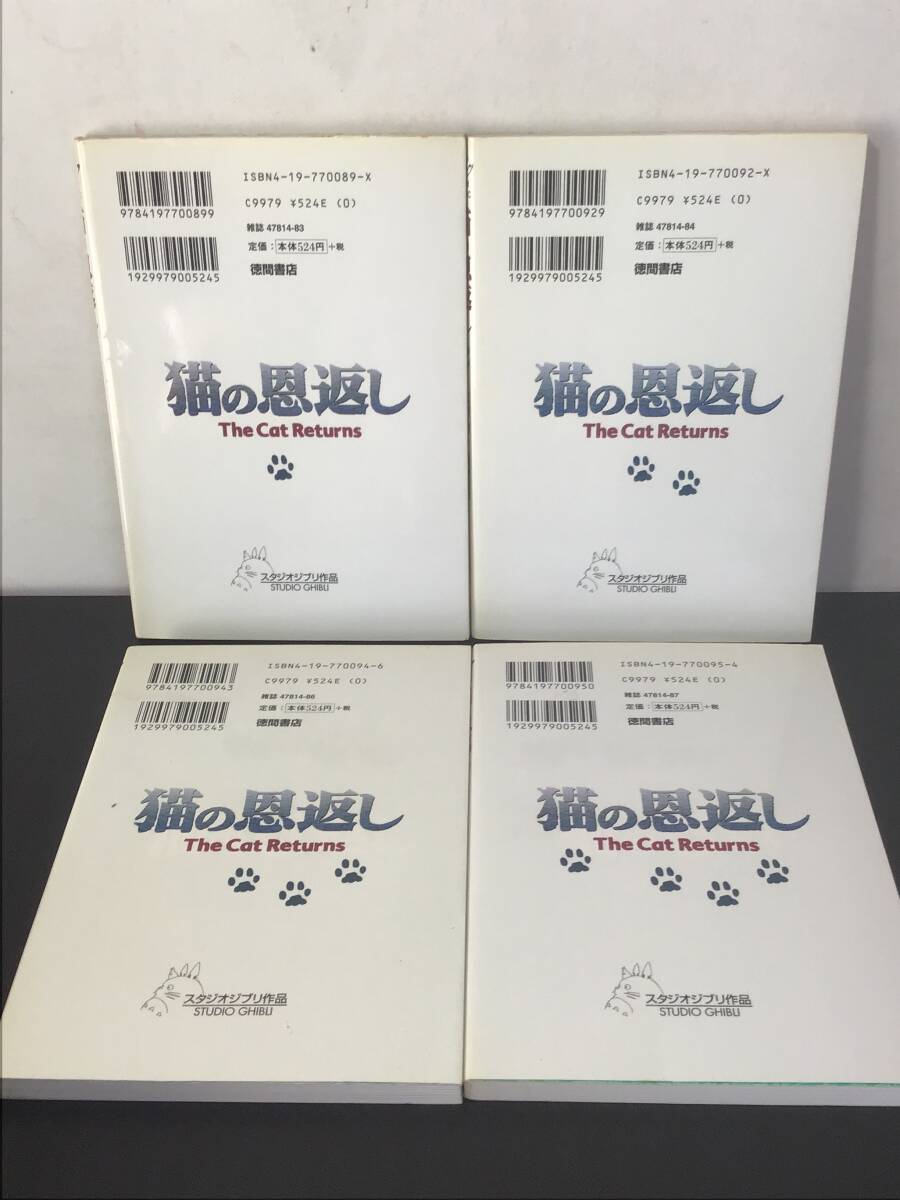 ISBN4-19-770089-X
9784197700899
C9979 ¥524E (0)
雑誌 47814-83
定価：本体524円+税
1929979005245
徳間書店
猫の恩返し
The Cat Returns
スタジオジブリ作品
STUDIO GHIBLI
ISBN4-19-770092-X
9784197700929
C9979 ¥524E (0)
雑誌 47814-84
定価：本体524円+税
1929979005245
徳間書店
猫の恩返し
The Cat Returns
スタジオジブリ作品
STUDIO GHIBLI
ISBN4-19-770094-6
9784197700943
C9979 ¥524E (0)
雑誌 47814-86
定価：本体524円+税
1929979005245
徳間書店
猫の恩返し
The Cat Returns
スタジオジブリ作品
STUDIO GHIBLI
ISBN4-19-770095-4
9784197700950
C9979 ¥524E (0)
雑誌 47814-87
定価：本体524円+税
1929979005245
徳間書店
猫の恩返し
The Cat Returns
スタジオジブリ作品
STUDIO GHIBLI